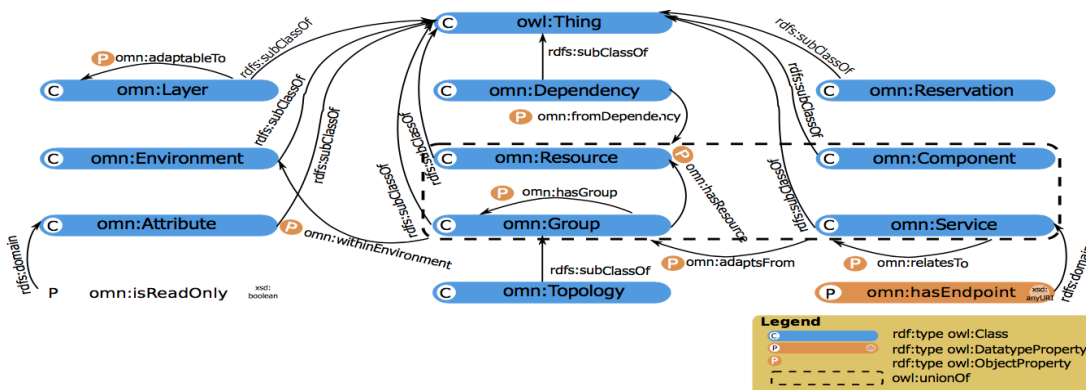 C owl:Thing
rdfs:subClassOf
rdfs:subClassOf
P omn:adaptableTo
rdfs:subClassOf
C omn:Layer
C omn:Dependency
C omn:Reservation
rdfs:subClassOf
P omn:fromDependency
rdfs:subClassOf
C omn:Environment
C omn:Resource
P omn:hasResource
C omn:Component
rdfs:subClassOf
rdfs:subClassOf
rdfs:subClassOf
rdfs:subClassOf
P omn:hasGroup
C omn:Attribute
C omn:Group
C omn:Service
P omn:withinEnvironment
P omn:adaptsFrom
P omn:relatesTo
rdfs:domain
rdfs:subClassOf
rdfs:domain
P omn:isReadOnly xsd:
boolean
C omn:Topology
P omn:hasEndpoint xsd:
anyURI
Legend
C rdf:type owl:Class
P rdf:type owl:DatatypeProperty
P rdf:type owl:ObjectProperty
owl:unionOf